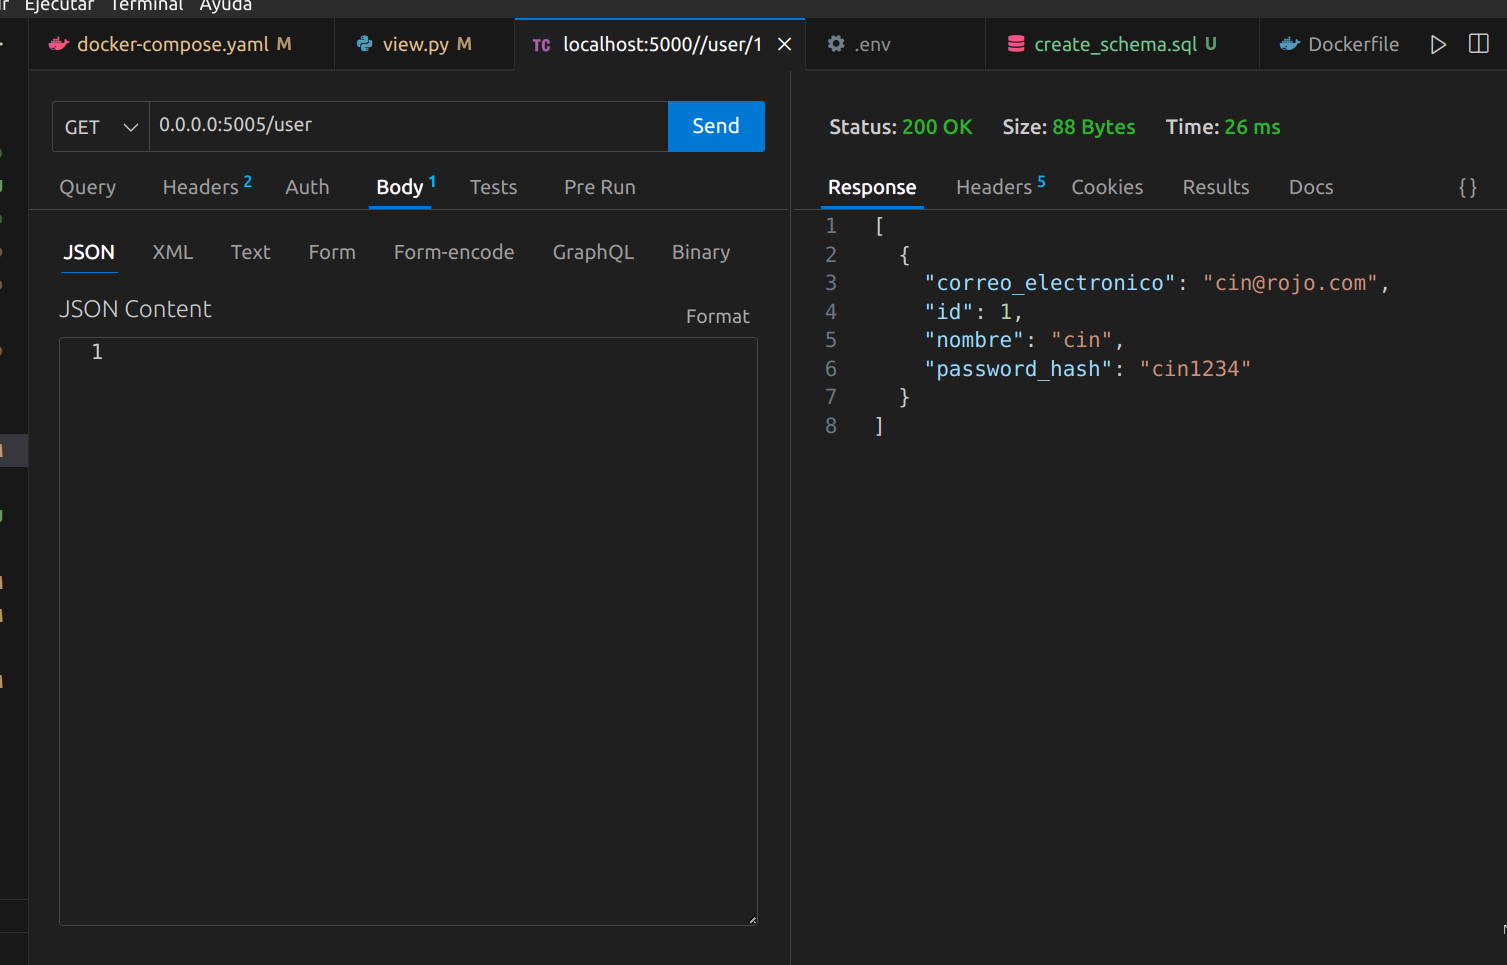 Ejecutar Terminal Ayuda
docker-compose.yaml M view.py M TC localhost:5000//user/1 .env create_schema.sql U Dockerfile
GET 0.0.0.0:5005/user Send
Query Headers 2 Auth Body 1 Tests Pre Run
JSON XML Text Form Form-encode GraphQL Binary
JSON Content
Format
1
Status: 200 OK Size: 88 Bytes Time: 26 ms
Response Headers 5 Cookies Results Docs {}
1 [
2 {
3 "correo_electronico": "cin@rojo.com",
4 "id": 1,
5 "nombre": "cin",
6 "password_hash": "cin1234"
7 }
8 ]